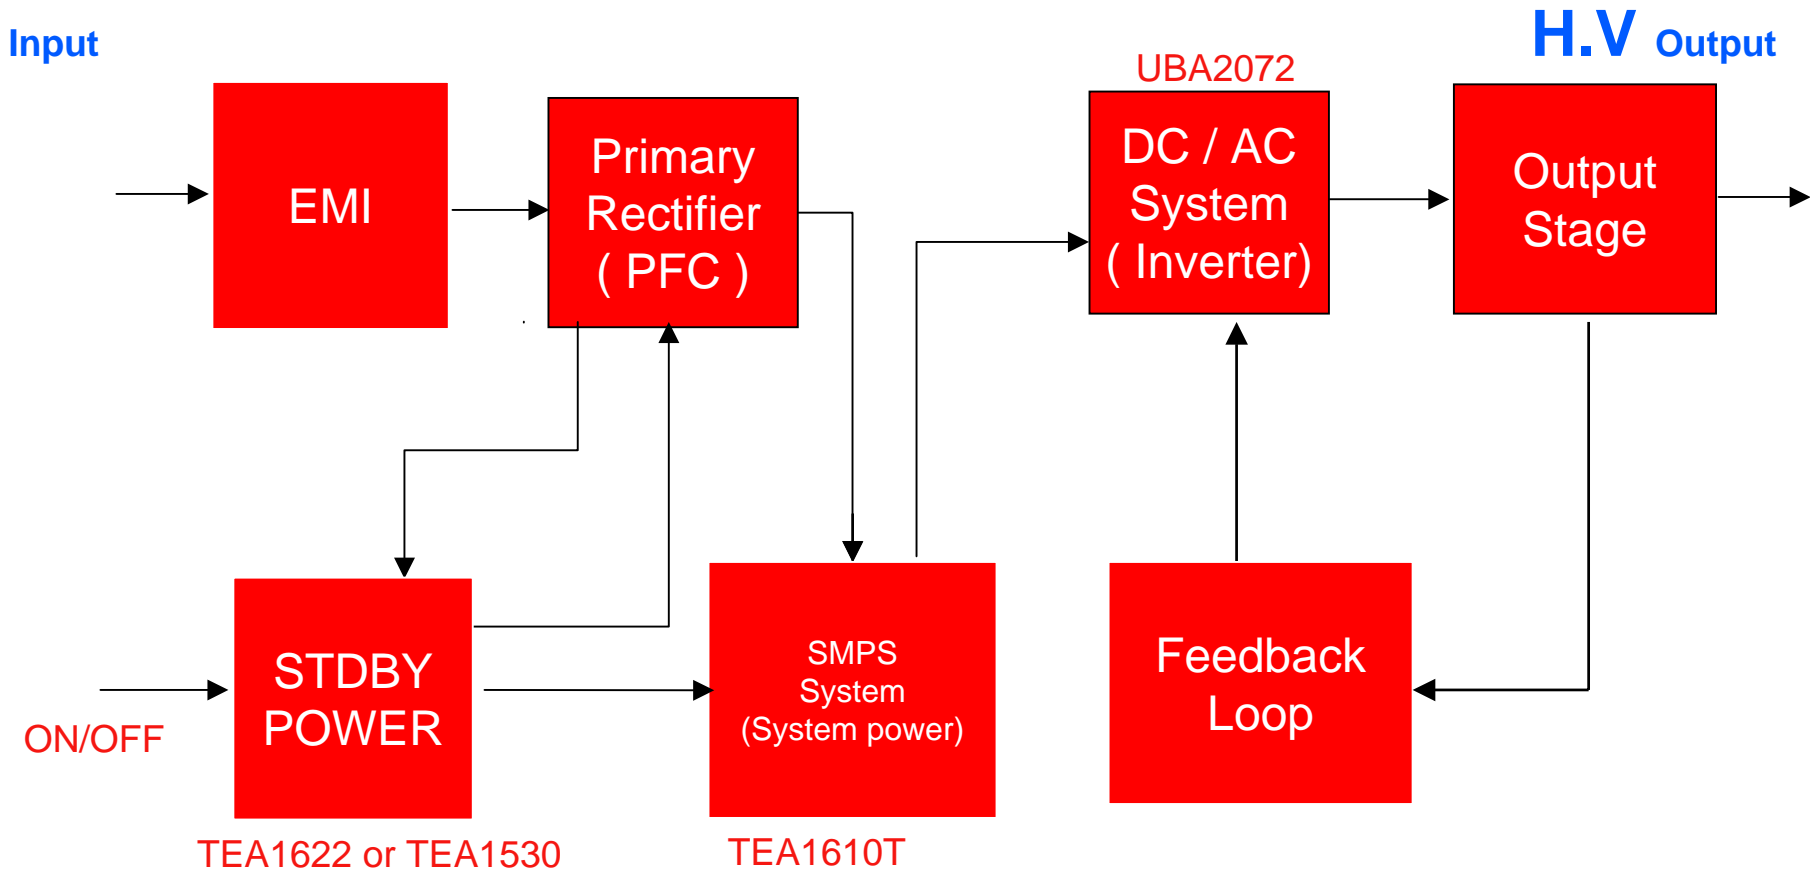 Input
H.V Output
UBA2072
EMI
Primary
Rectifier
( PFC )
DC / AC
System
( Inverter)
Output
Stage
STDBY
POWER
SMPS
System
(System power)
Feedback
Loop
ON/OFF
TEA1622 or TEA1530
TEA1610T